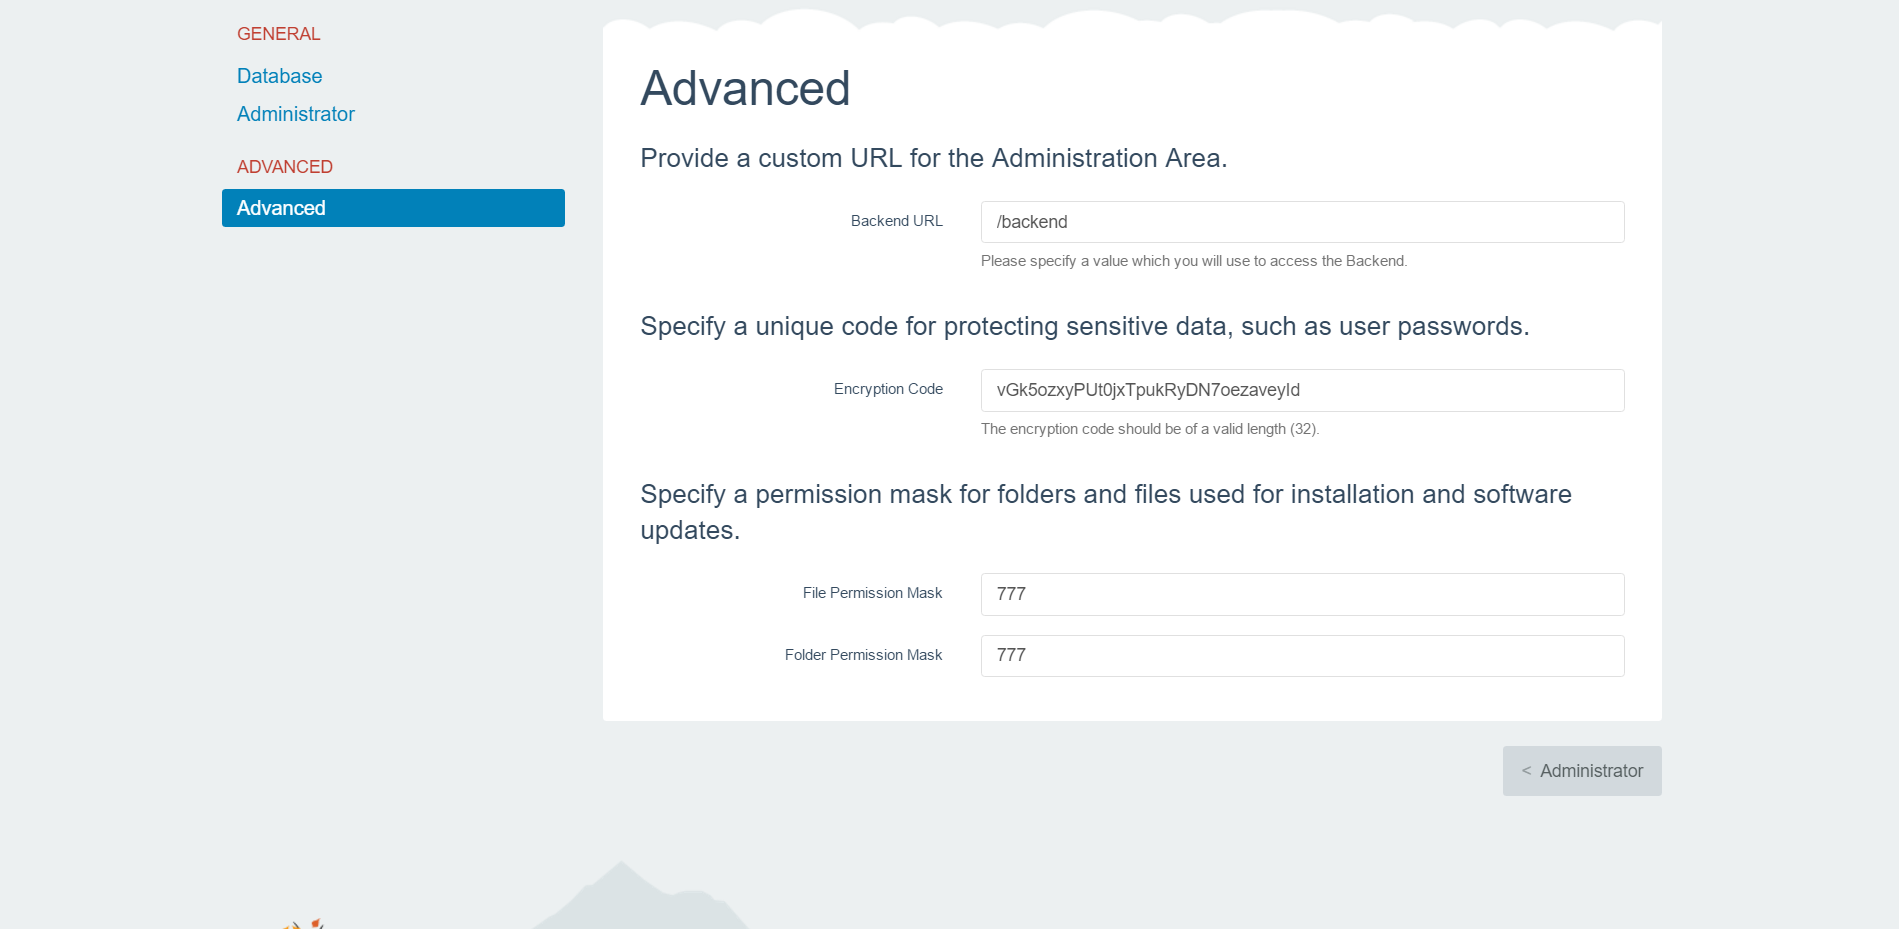 GENERAL
Database
Administrator
ADVANCED
Advanced
Advanced
Provide a custom URL for the Administration Area.
Backend URL
/backend
Please specify a value which you will use to access the Backend.
Specify a unique code for protecting sensitive data, such as user passwords.
Encryption Code
vGk5ozxyPUt0jxTpukRyDN7oezaveyld
The encryption code should be of a valid length (32).
Specify a permission mask for folders and files used for installation and software
updates.
File Permission Mask
777
Folder Permission Mask
777
< Administrator